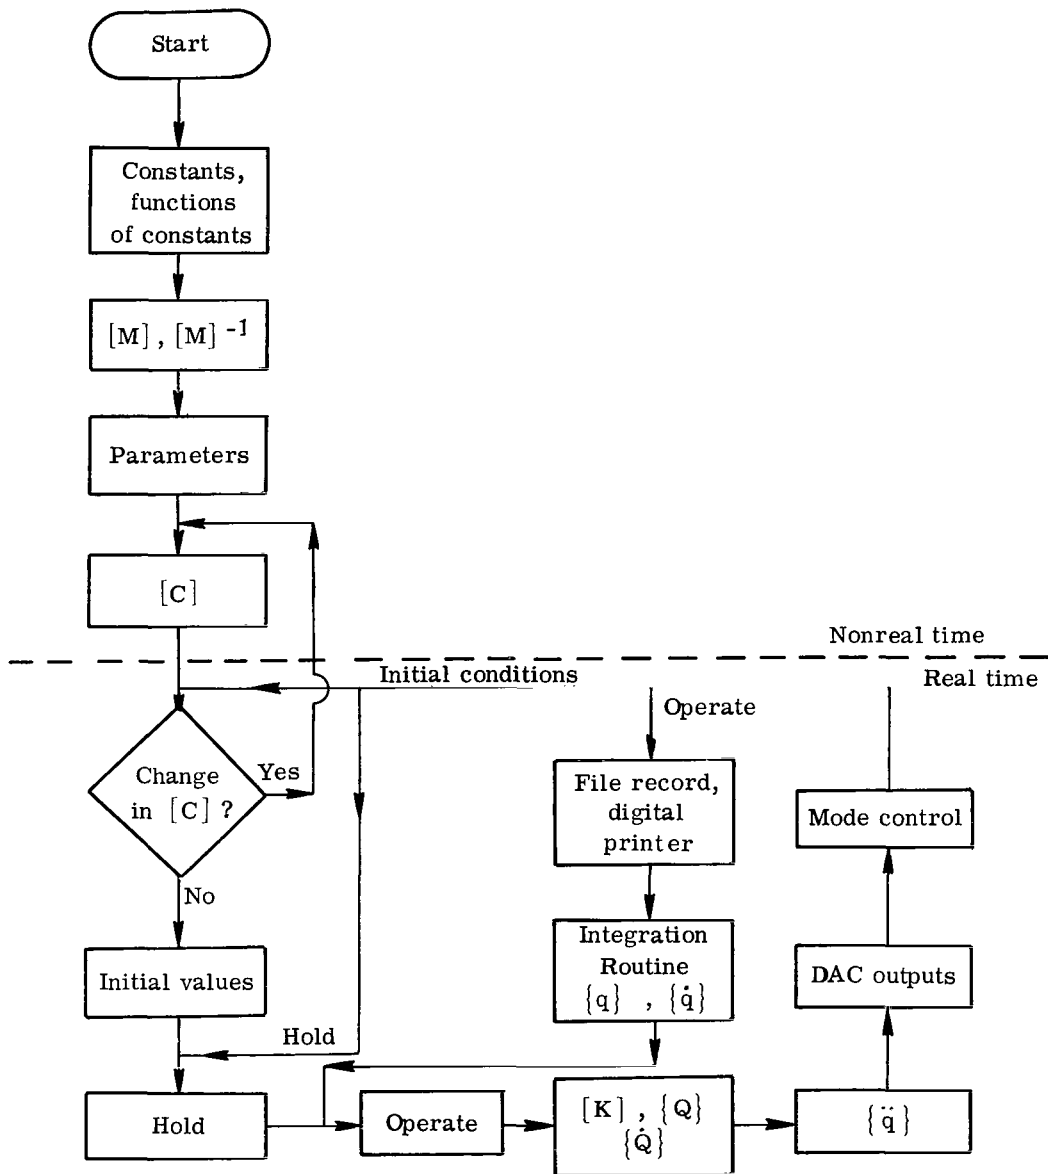 Start
Constants,
functions
of constants
[M] , [M] -1
Parameters
[C]
Nonreal time
Initial conditions
Real time
Operate
Change
in [C] ?
Yes
No
File record,
digital
printer
Mode control
Integration
Routine
{q} , {q̇}
Initial values
DAC outputs
Hold
Hold
Operate
[K] , {Q}
{Q̇}
{q̈}